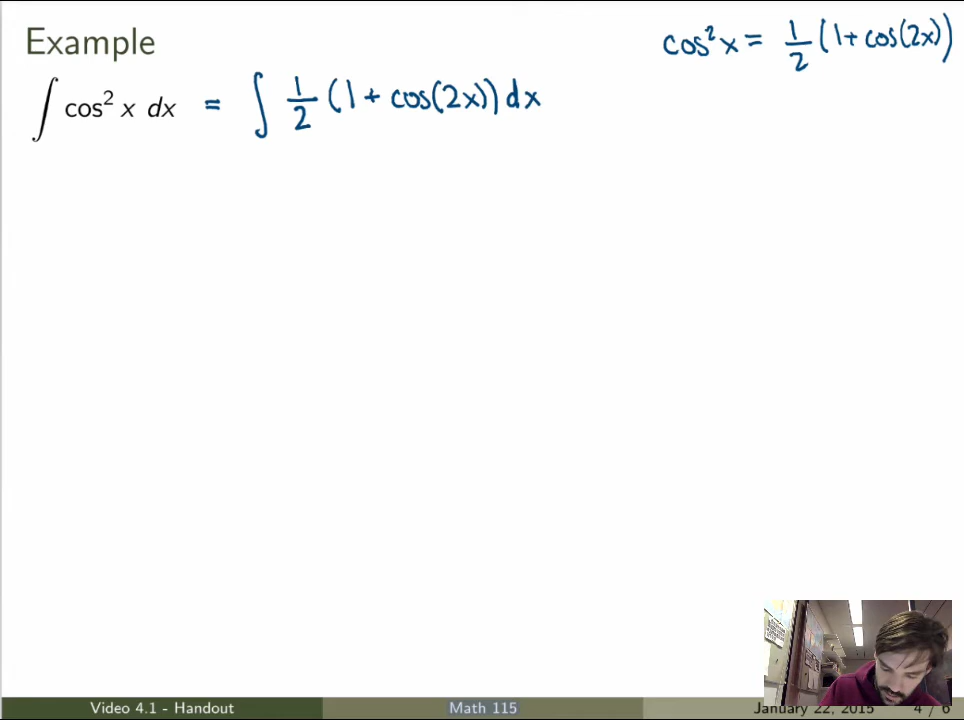 Example
cos²x = 1/2 (1 + cos(2x))
∫ cos² x dx = ∫ 1/2 (1 + cos(2x)) dx
Video 4.1 - Handout
Math 115
January 22, 2015 4 / 6